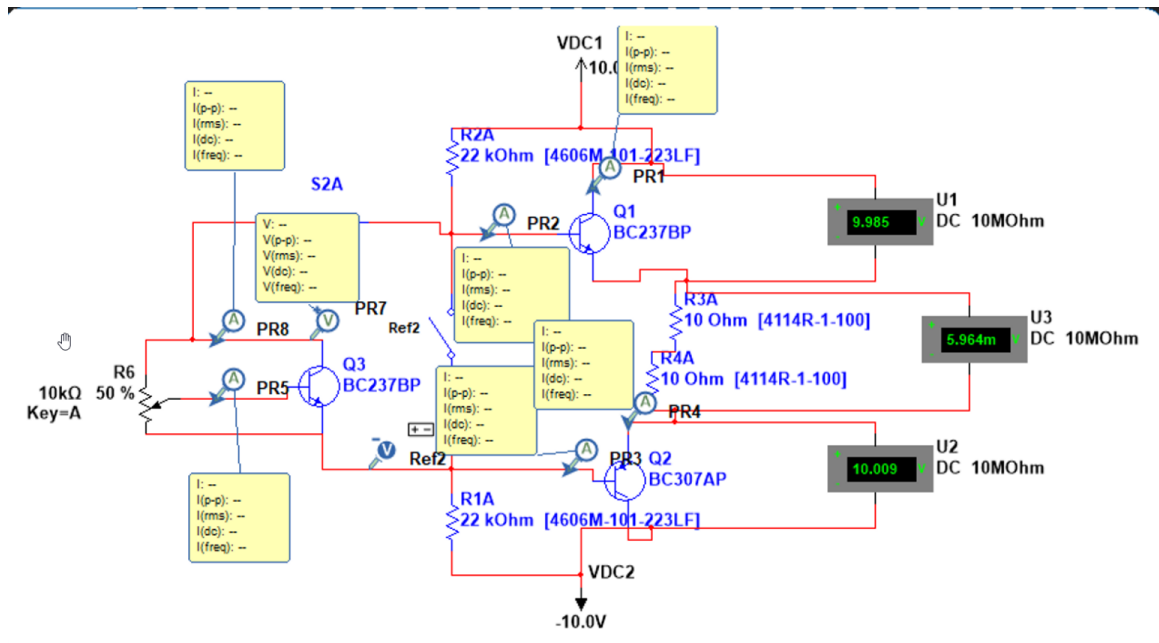 VDC1
10.0
I: --
I(p-p): --
I(rms): --
I(dc): --
I(freq): --
I: --
I(p-p): --
I(rms): --
I(dc): --
I(freq): --
R2A
22 kOhm [4606M-101-223LF]
PR1
S2A
V: --
V(p-p): --
V(rms): --
V(dc): --
V(freq): --
A
A
A
PR2
Q1
BC237BP
U1
DC 10MOhm
+
-
9.985 V
I: --
I(p-p): --
I(rms): --
I(dc): --
I(freq): --
PR7
Ref2
A
PR8
+
V
R3A
10 Ohm [4114R-1-100]
U3
DC 10MOhm
+
-
5.964m V
I: --
I(p-p): --
I(rms): --
I(dc): --
I(freq): --
R6
10kΩ
50 %
Key=A
A
PR5
Q3
BC237BP
R4A
10 Ohm [4114R-1-100]
I: --
I(p-p): --
I(rms): --
I(dc): --
I(freq): --
A
PR4
+ -
-
V
Ref2
A
PR3
Q2
BC307AP
U2
DC 10MOhm
+
-
10.009 V
I: --
I(p-p): --
I(rms): --
I(dc): --
I(freq): --
R1A
22 kOhm [4606M-101-223LF]
VDC2
-10.0V